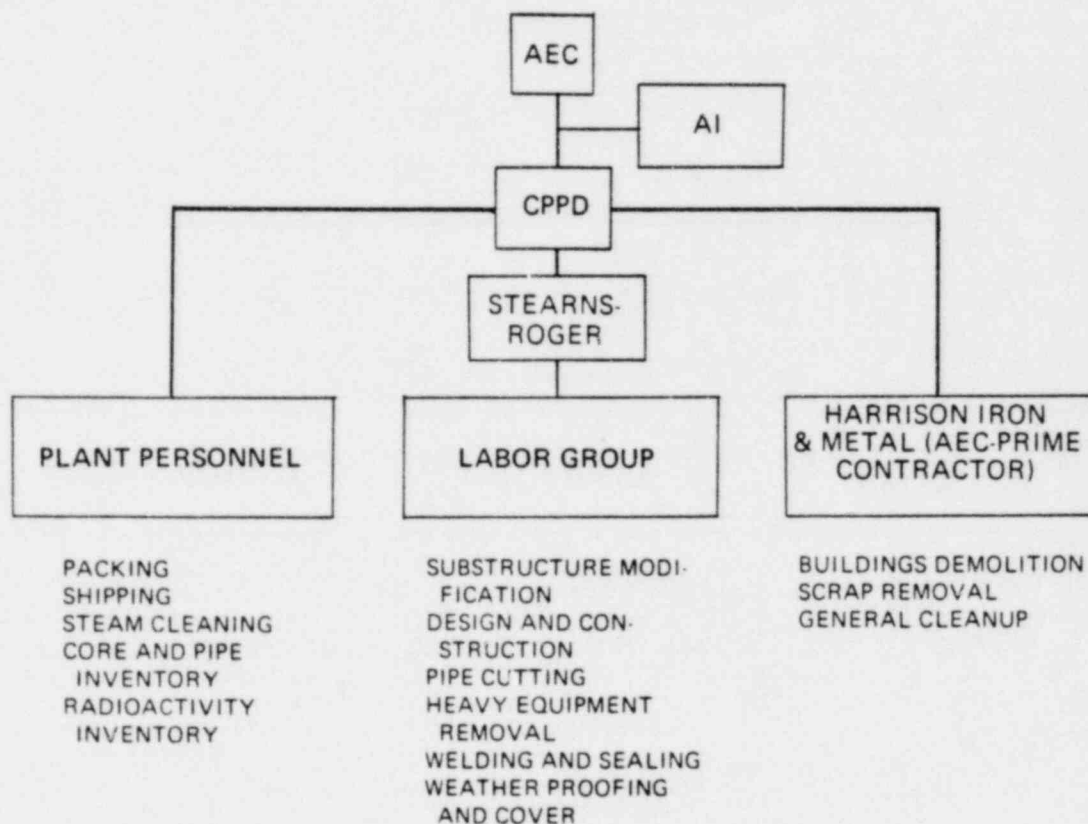 AEC
AI
CPPD
STEARNS-
ROGER
PLANT PERSONNEL
LABOR GROUP
HARRISON IRON
& METAL (AEC-PRIME
CONTRACTOR)
PACKING
SHIPPING
STEAM CLEANING
CORE AND PIPE
INVENTORY
RADIOACTIVITY
INVENTORY
SUBSTRUCTURE MODI-
FICATION
DESIGN AND CON-
STRUCTION
PIPE CUTTING
HEAVY EQUIPMENT
REMOVAL
WELDING AND SEALING
WEATHER PROOFING
AND COVER
BUILDINGS DEMOLITION
SCRAP REMOVAL
GENERAL CLEANUP